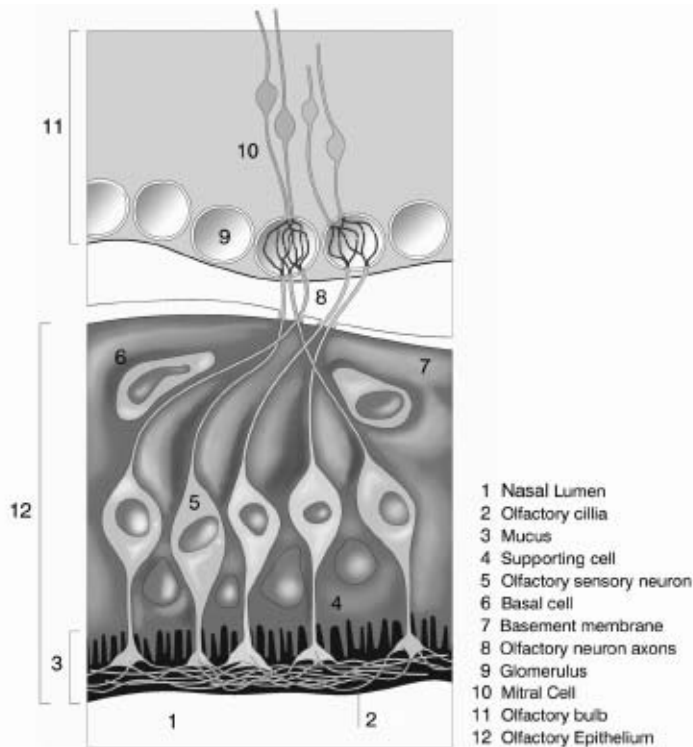 11
10
9
8
6
7
12
5
4
3
1
2
1 Nasal Lumen
2 Olfactory cillia
3 Mucus
4 Supporting cell
5 Olfactory sensory neuron
6 Basal cell
7 Basement membrane
8 Olfactory neuron axons
9 Glomerulus
10 Mitral Cell
11 Olfactory bulb
12 Olfactory Epithelium